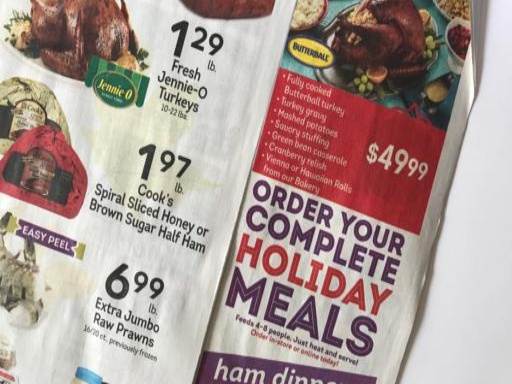 1.29
lb.
Fresh
Jennie-O
Turkeys
10-22 lbs.
Jennie-O
1.97
lb.
Cook's
Spiral Sliced Honey or
Brown Sugar Half Ham
EASY PEEL
6.99
lb.
Extra Jumbo
Raw Prawns
16/20 ct., previously frozen
BUTTERBALL
• Fully cooked
Butterball turkey
• Turkey gravy
• Mashed potatoes
• Savory stuffing
• Green bean casserole
• Cranberry relish
• Vienna or Hawaiian Rolls
from our Bakery
$49.99
ORDER YOUR
COMPLETE
HOLIDAY
MEALS
Feeds 4-8 people. Just heat and serve!
Order in-store or online today!
ham